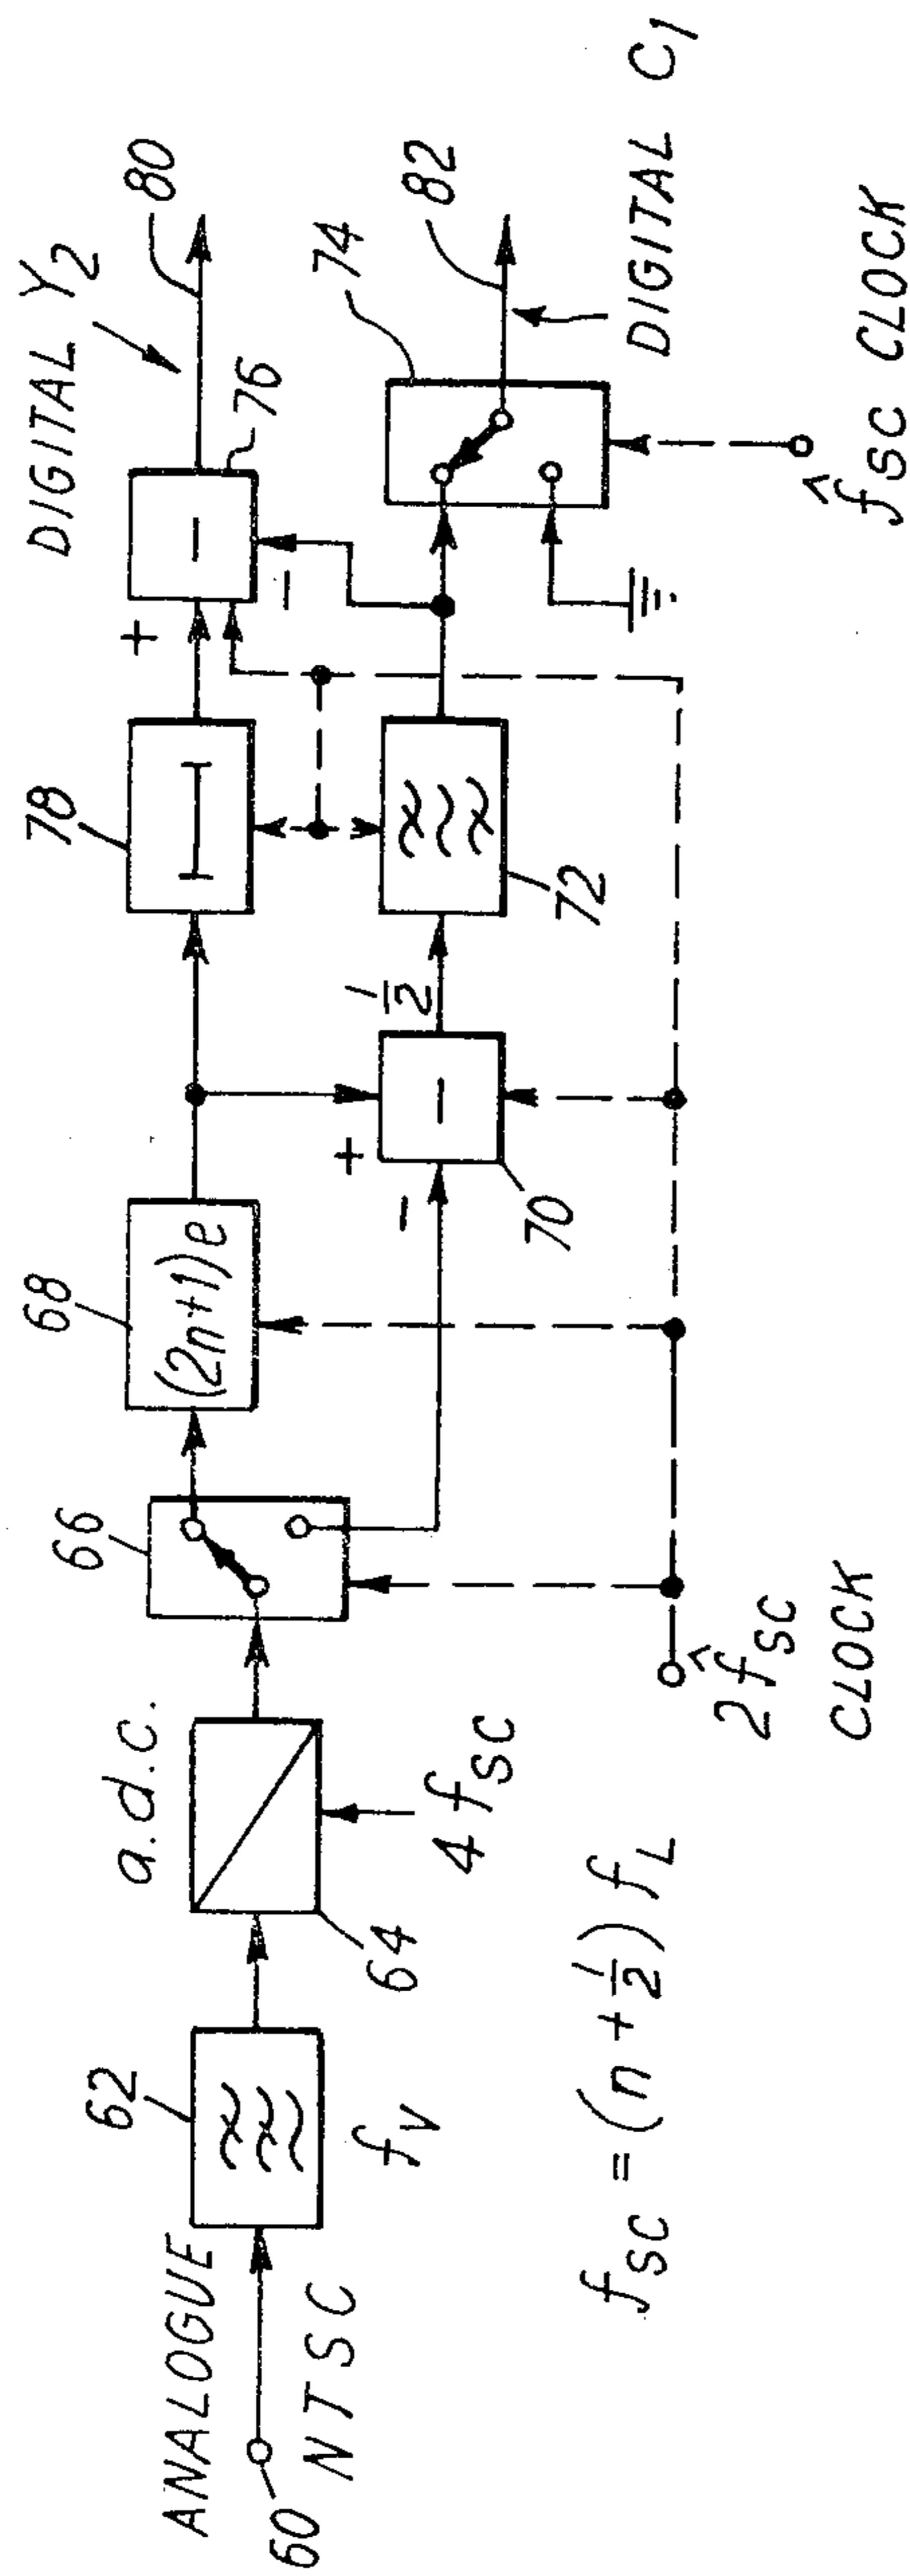 ANALOGUE
60
NTSC
62
f_V
a.d.c.
64
4 f_SC
66
68
(2n+1)e
+
−
−
70
1/2
72
78
+
−
−
76
DIGITAL Y_2
80
74
82
DIGITAL C_1
f̂_SC CLOCK
2f̂_SC
CLOCK
f_SC = (n + 1/2) f_L